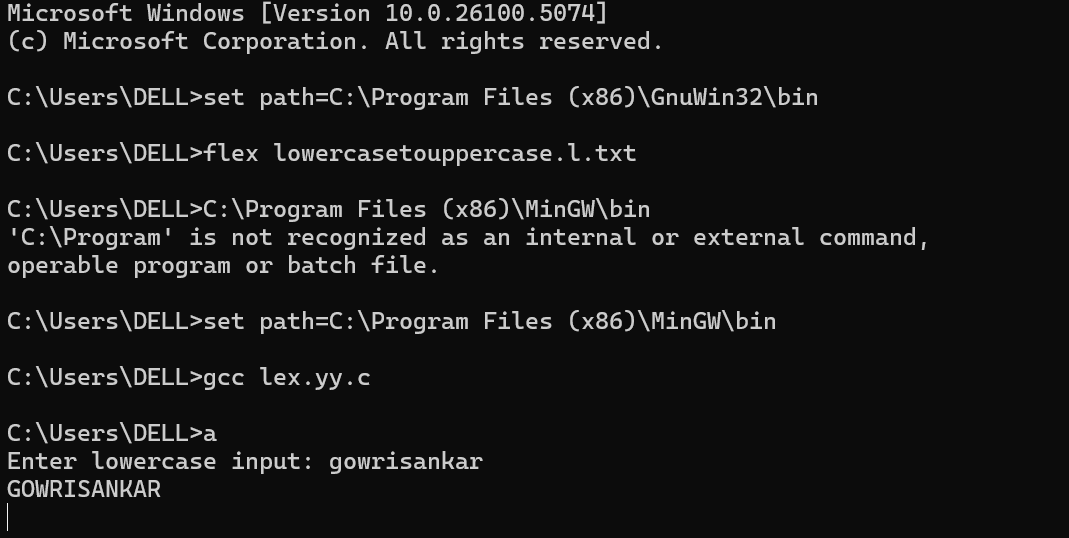 Microsoft Windows [Version 10.0.26100.5074]
(c) Microsoft Corporation. All rights reserved.
C:\Users\DELL>set path=C:\Program Files (x86)\GnuWin32\bin
C:\Users\DELL>flex lowercasetouppercase.l.txt
C:\Users\DELL>C:\Program Files (x86)\MinGW\bin
'C:\Program' is not recognized as an internal or external command,
operable program or batch file.
C:\Users\DELL>set path=C:\Program Files (x86)\MinGW\bin
C:\Users\DELL>gcc lex.yy.c
C:\Users\DELL>a
Enter lowercase input: gowrisankar
GOWRISANKAR